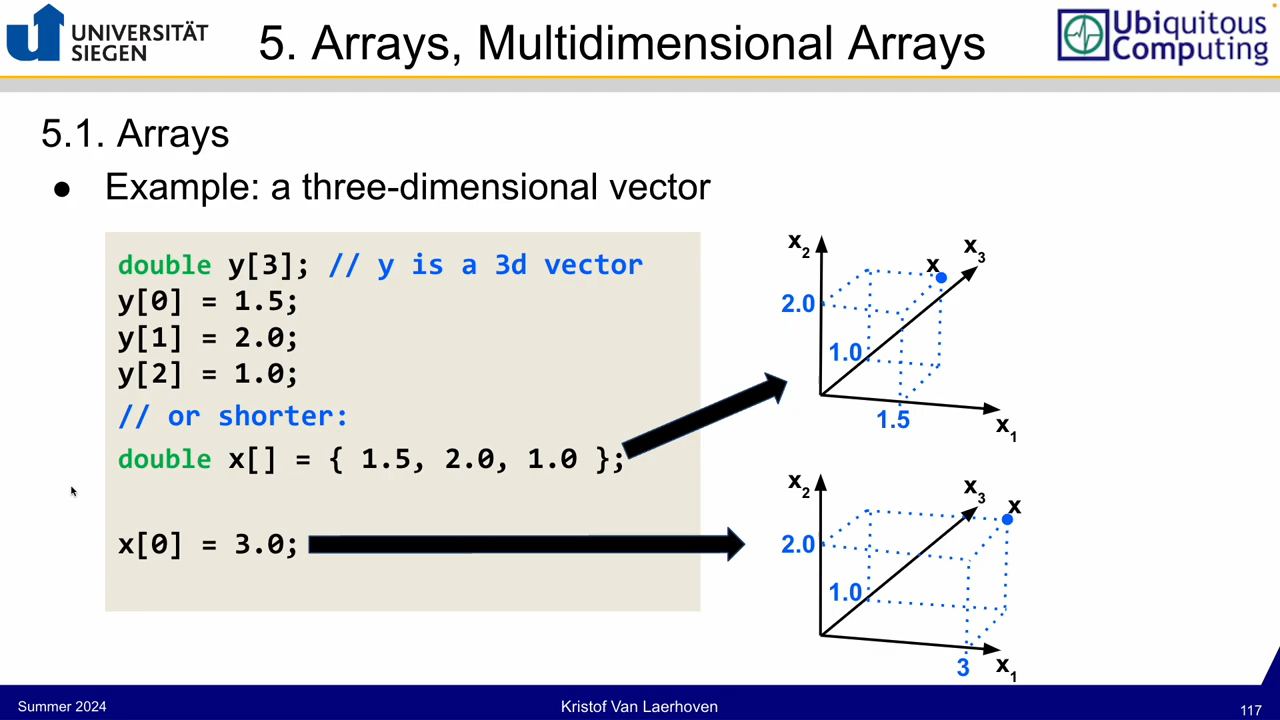 UNIVERSITÄT
SIEGEN
5. Arrays, Multidimensional Arrays
Ubiquitous
Computing
5.1. Arrays
● Example: a three-dimensional vector
double y[3]; // y is a 3d vector
y[0] = 1.5;
y[1] = 2.0;
y[2] = 1.0;
// or shorter:
double x[] = { 1.5, 2.0, 1.0 };
x[0] = 3.0;
x2
x3
x
2.0
1.0
1.5
x1
x2
x3
x
2.0
1.0
3
x1
Summer 2024
Kristof Van Laerhoven
117